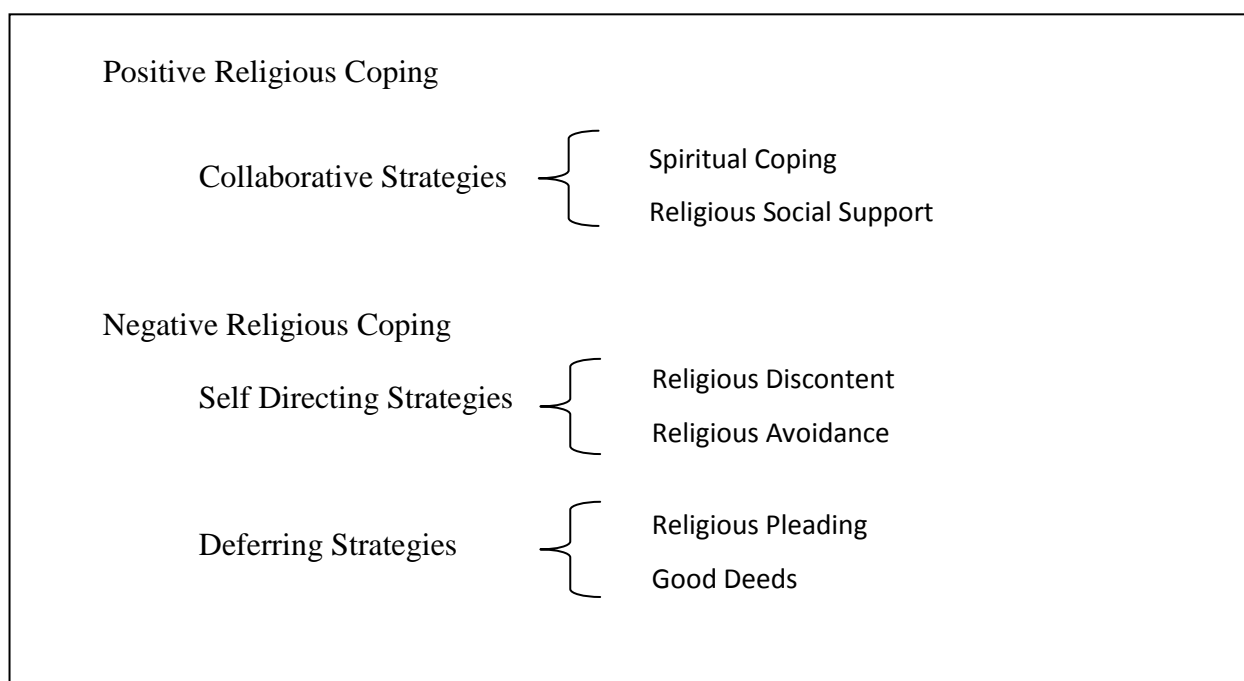 Positive Religious Coping
Collaborative Strategies
Spiritual Coping
Religious Social Support
Negative Religious Coping
Self Directing Strategies
Religious Discontent
Religious Avoidance
Deferring Strategies
Religious Pleading
Good Deeds